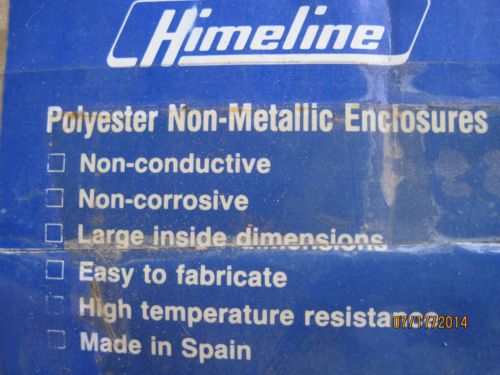 Himeline
Polyester Non-Metallic Enclosures
Non-conductive
Non-corrosive
Large inside dimensions
Easy to fabricate
High temperature resistance
07/17/2014
Made in Spain